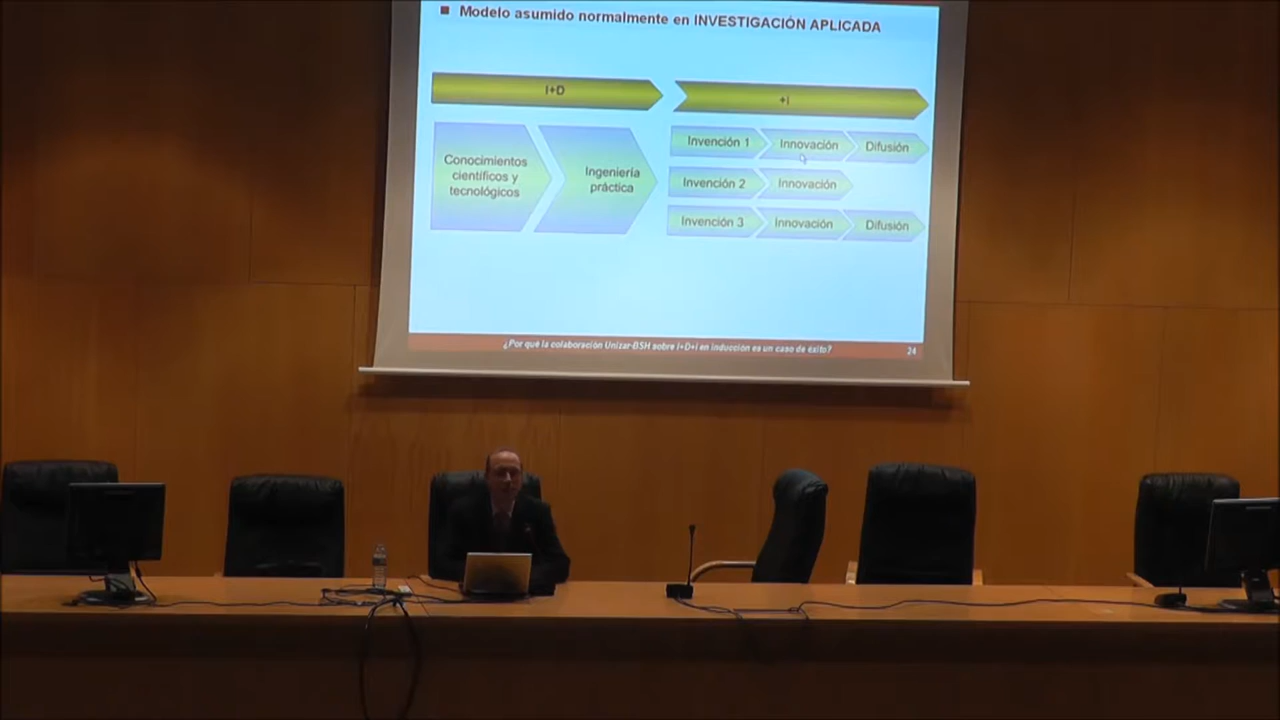 Modelo asumido normalmente en INVESTIGACIÓN APLICADA
I+D
+i
Conocimientos
científicos y
tecnológicos
Ingeniería
práctica
Invención 1
Innovación
Difusión
Invención 2
Innovación
Invención 3
Innovación
Difusión
¿Por qué la colaboración Unizar-BSH sobre I+D+i en inducción es un caso de éxito?
24